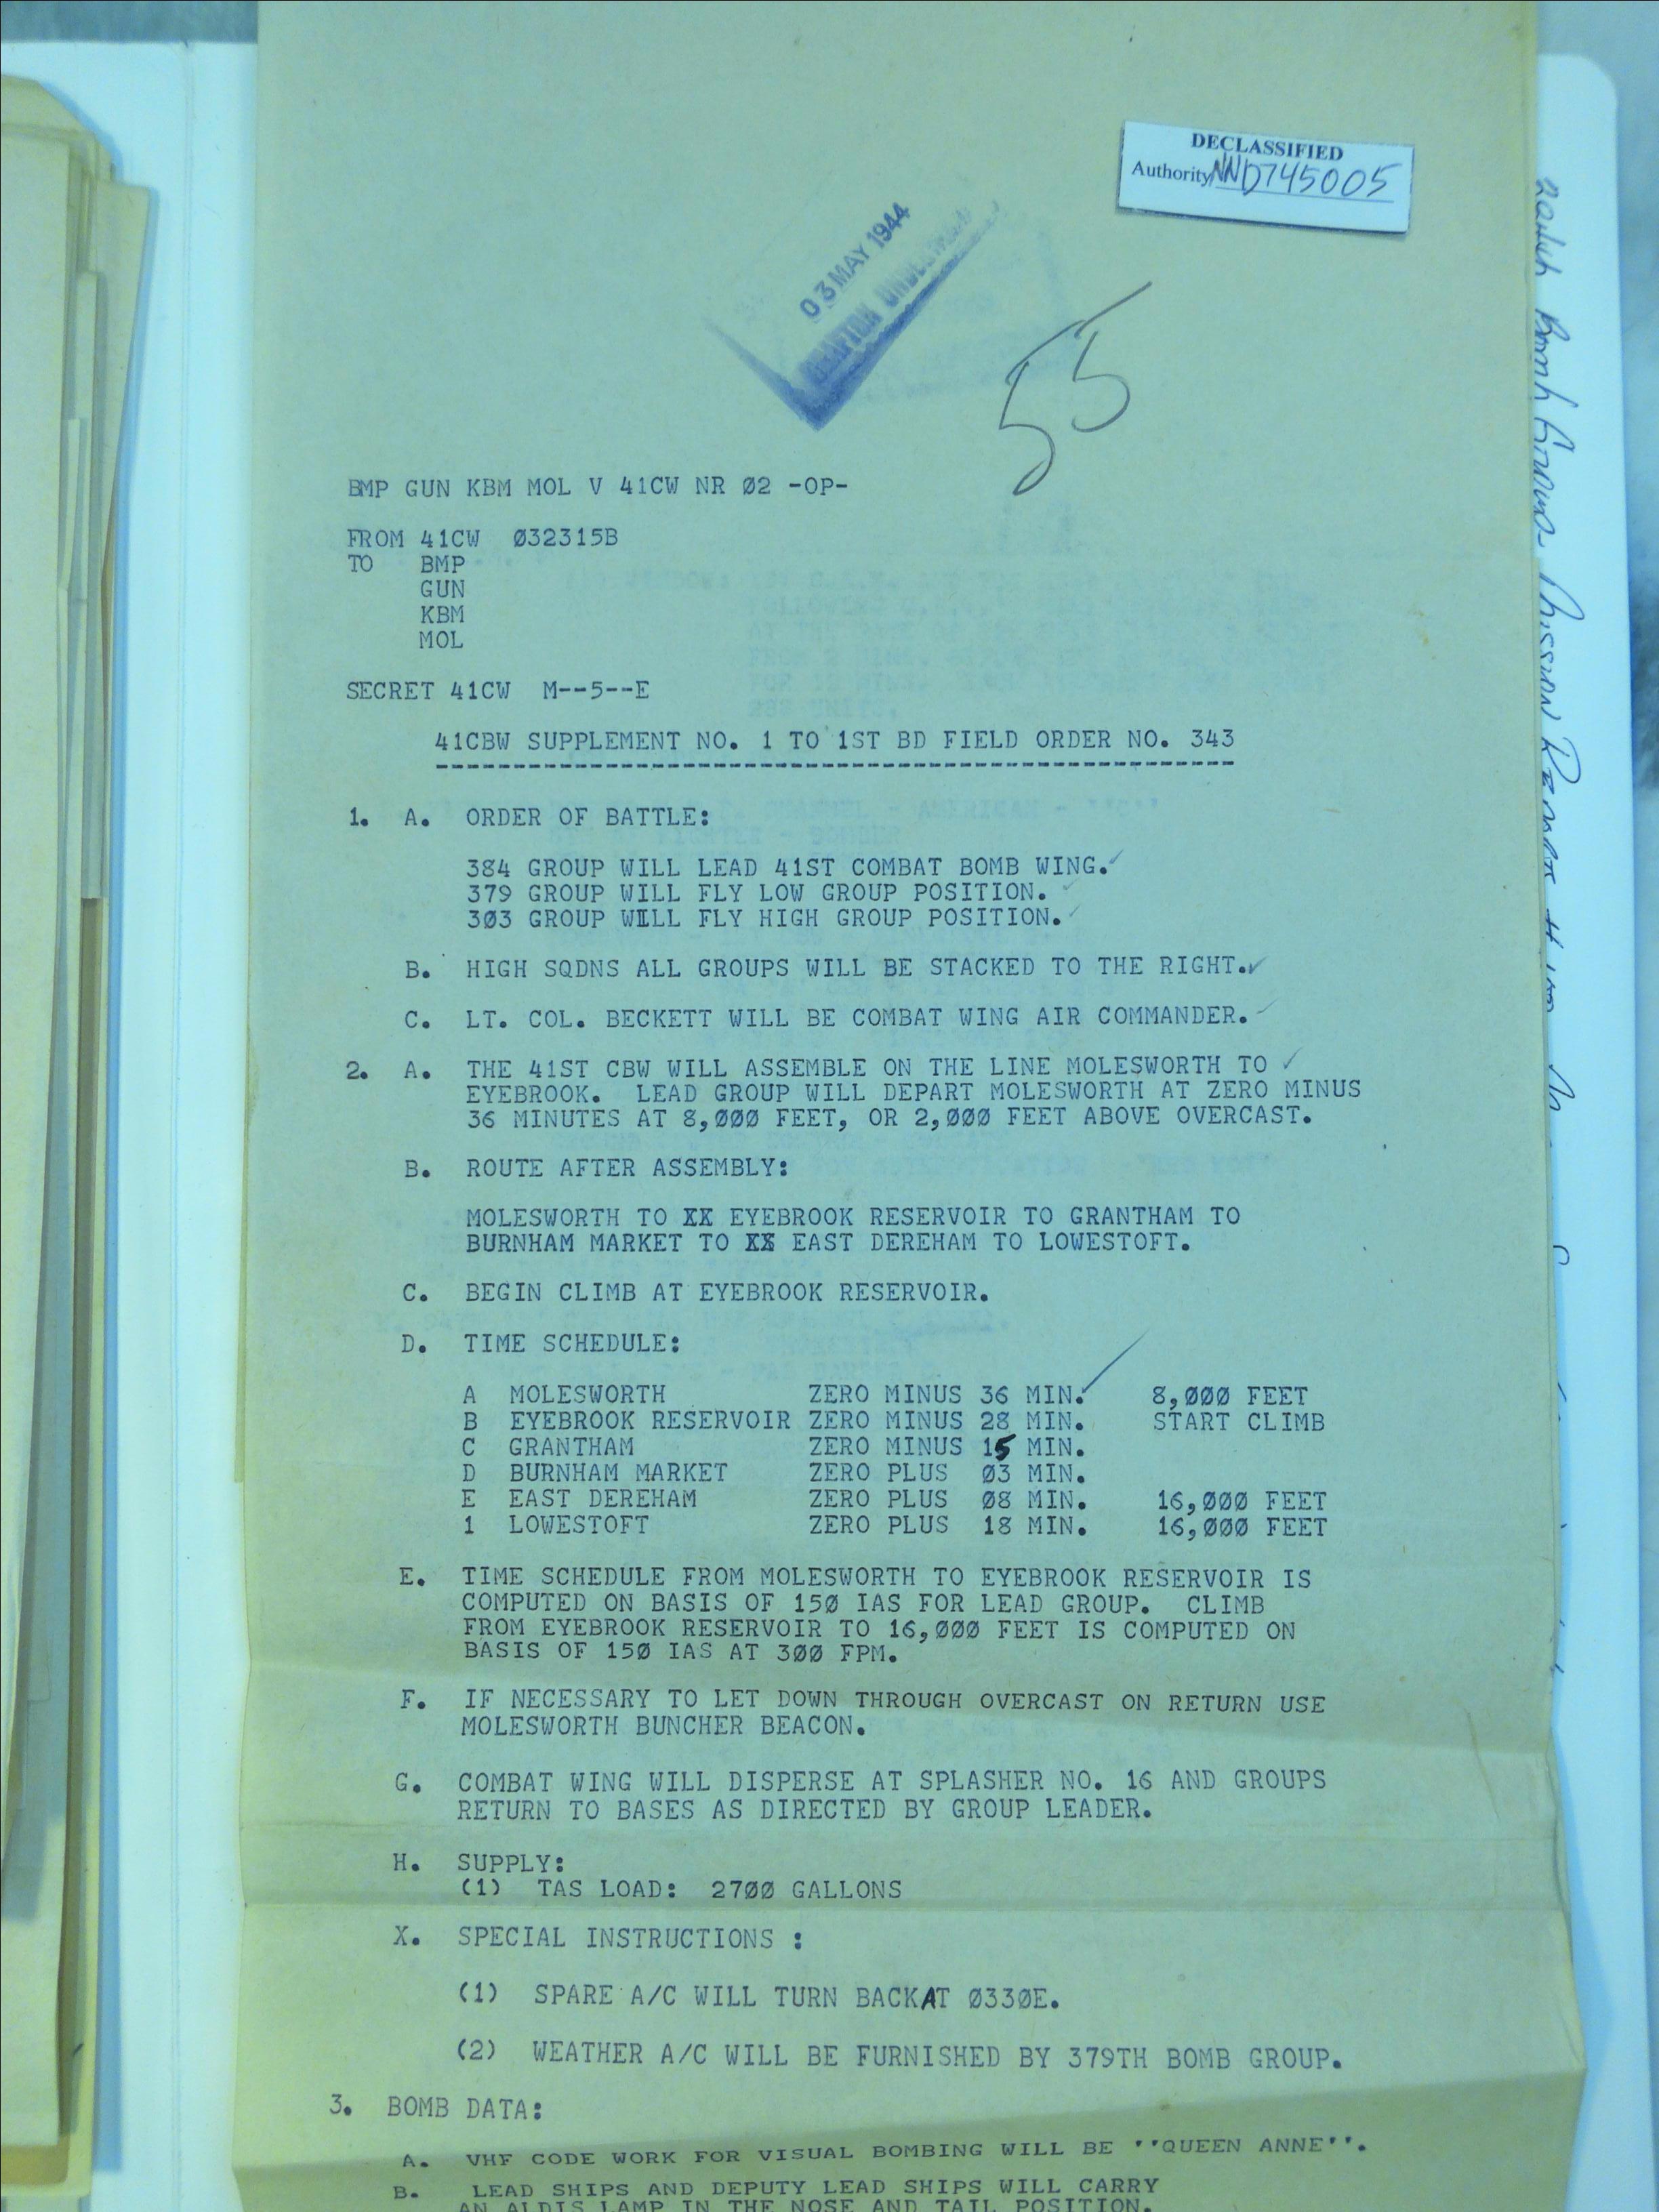 DECLASSIFIED
Authority NND745005
03 MAY 1944
55
BMP GUN KBM MOL V 41CW NR Ø2 -OP-
FROM 41CW Ø32315B
TO BMP
GUN
KBM
MOL
SECRET 41CW M--5--E
41CBW SUPPLEMENT NO. 1 TO 1ST BD FIELD ORDER NO. 343
1. A. ORDER OF BATTLE:
384 GROUP WILL LEAD 41ST COMBAT BOMB WING.
379 GROUP WILL FLY LOW GROUP POSITION.
3Ø3 GROUP WILL FLY HIGH GROUP POSITION.
B. HIGH SQDNS ALL GROUPS WILL BE STACKED TO THE RIGHT.
C. LT. COL. BECKETT WILL BE COMBAT WING AIR COMMANDER.
2. A. THE 41ST CBW WILL ASSEMBLE ON THE LINE MOLESWORTH TO
EYEBROOK. LEAD GROUP WILL DEPART MOLESWORTH AT ZERO MINUS
36 MINUTES AT 8,ØØØ FEET, OR 2,ØØØ FEET ABOVE OVERCAST.
B. ROUTE AFTER ASSEMBLY:
MOLESWORTH TO XX EYEBROOK RESERVOIR TO GRANTHAM TO
BURNHAM MARKET TO XX EAST DEREHAM TO LOWESTOFT.
C. BEGIN CLIMB AT EYEBROOK RESERVOIR.
D. TIME SCHEDULE:
A MOLESWORTH ZERO MINUS 36 MIN. 8,ØØØ FEET
B EYEBROOK RESERVOIR ZERO MINUS 28 MIN. START CLIMB
C GRANTHAM ZERO MINUS 15 MIN.
D BURNHAM MARKET ZERO PLUS Ø3 MIN.
E EAST DEREHAM ZERO PLUS Ø8 MIN. 16,ØØØ FEET
1 LOWESTOFT ZERO PLUS 18 MIN. 16,ØØØ FEET
E. TIME SCHEDULE FROM MOLESWORTH TO EYEBROOK RESERVOIR IS
COMPUTED ON BASIS OF 15Ø IAS FOR LEAD GROUP. CLIMB
FROM EYEBROOK RESERVOIR TO 16,ØØØ FEET IS COMPUTED ON
BASIS OF 15Ø IAS AT 3ØØ FPM.
F. IF NECESSARY TO LET DOWN THROUGH OVERCAST ON RETURN USE
MOLESWORTH BUNCHER BEACON.
G. COMBAT WING WILL DISPERSE AT SPLASHER NO. 16 AND GROUPS
RETURN TO BASES AS DIRECTED BY GROUP LEADER.
H. SUPPLY:
(1) TAS LOAD: 27ØØ GALLONS
X. SPECIAL INSTRUCTIONS :
(1) SPARE A/C WILL TURN BACK AT Ø33ØE.
(2) WEATHER A/C WILL BE FURNISHED BY 379TH BOMB GROUP.
3. BOMB DATA:
A. VHF CODE WORK FOR VISUAL BOMBING WILL BE ''QUEEN ANNE''.
B. LEAD SHIPS AND DEPUTY LEAD SHIPS WILL CARRY
AN ALDIS LAMP IN THE NOSE AND TAIL POSITION.
Bomb Group Mission